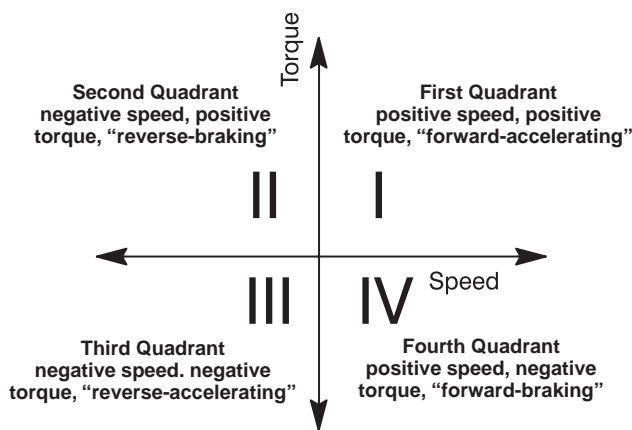 Torque
Second Quadrant
negative speed, positive
torque, “reverse-braking”
First Quadrant
positive speed, positive
torque, “forward-accelerating”
II
I
III
IV
Speed
Third Quadrant
negative speed. negative
torque, “reverse-accelerating”
Fourth Quadrant
positive speed, negative
torque, “forward-braking”